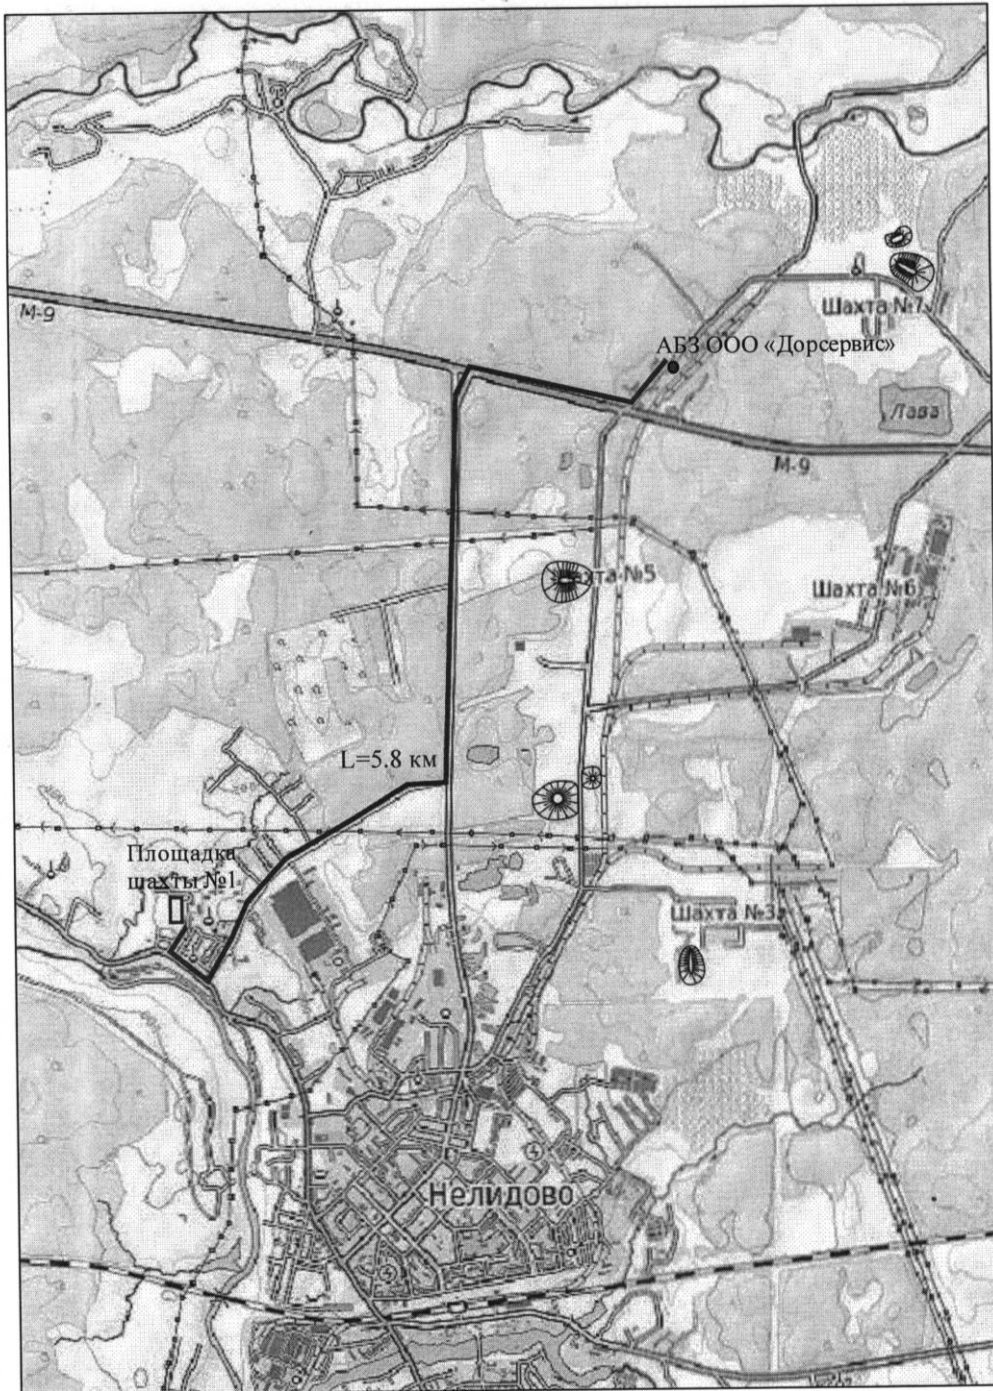 М-9
Шахта №7
АБЗ ООО «Дорсервис»
Лава
М-9
Шахта №5
Шахта №6
L=5.8 км
Площадка
шахты №1
Шахта №3
Нелидово